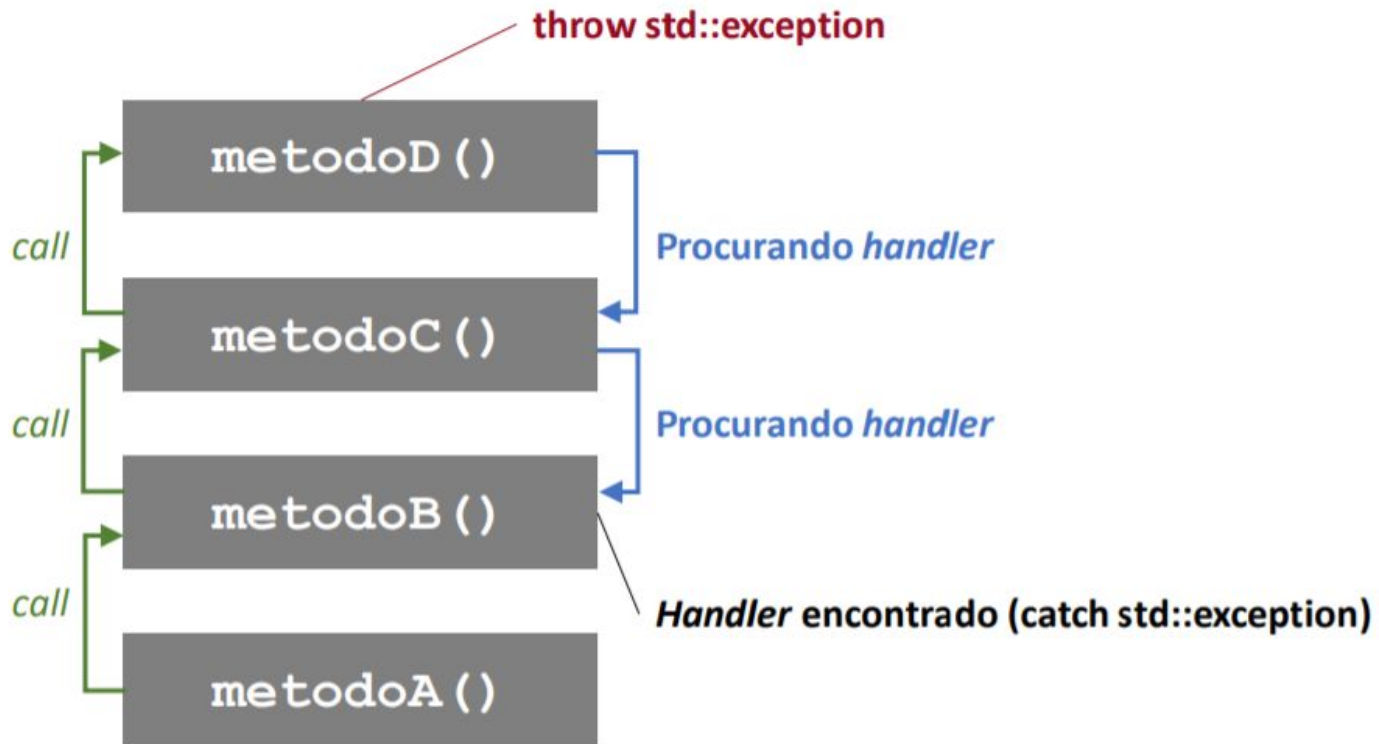 throw std::exception
metodoD()
call
Procurando handler
metodoC()
call
Procurando handler
metodoB()
call
Handler encontrado (catch std::exception)
metodoA()